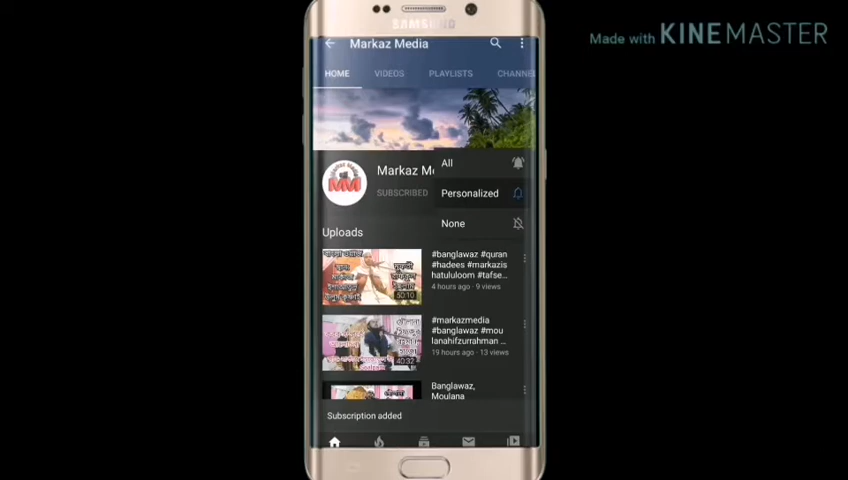 Made with KINEMASTER
SAMSUNG
Markaz Media
HOME VIDEOS PLAYLISTS CHANNE
Markaz M
SUBSCRIBED
All
Personalized
None
Uploads
#banglawaz #quran
#hadees #markazis
hatululoom #tafse...
4 hours ago · 9 views
50:10
#markazmedia
#banglawaz #mou
lanahifzurrahman ...
19 hours ago · 13 views
40:32
Banglawaz,
Moulana
Subscription added